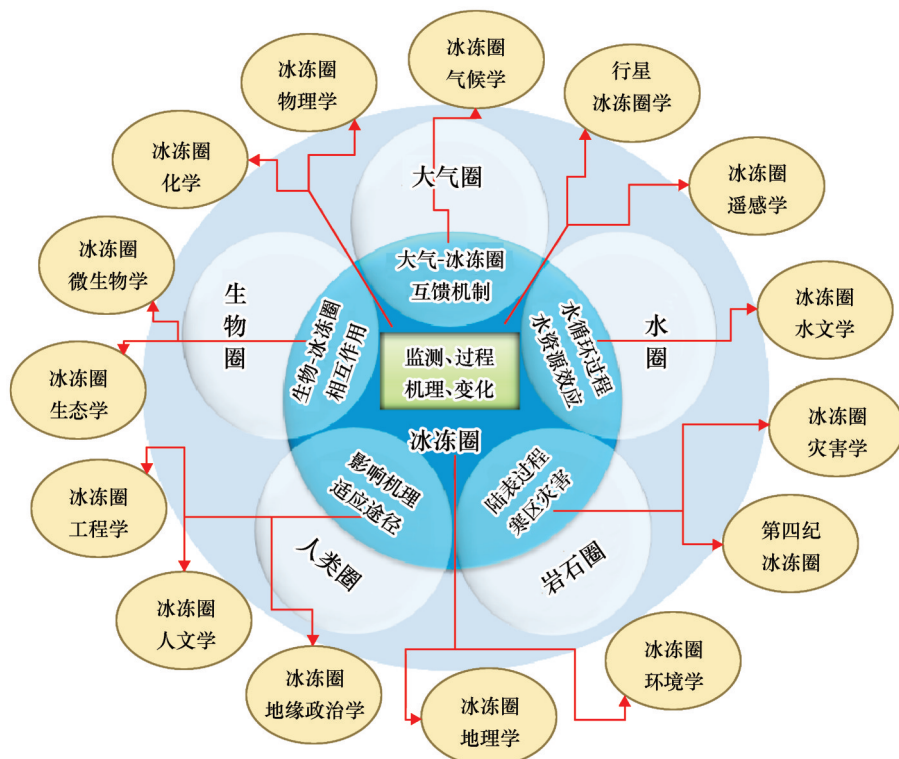 冰冻圈
气候学
冰冻圈
物理学
行星
冰冻圈学
冰冻圈
化学
冰冻圈
遥感学
大气圈
大气-冰冻圈
互馈机制
冰冻圈
微生物学
生物圈
生物-冰冻圈
相互作用
水循环过程
水资源效应
水圈
冰冻圈
水文学
监测、过程
机理、变化
冰冻圈
生态学
冰冻圈
冰冻圈
灾害学
影响机理
适应途径
陆表过程
寒区灾害
冰冻圈
工程学
人类圈
岩石圈
第四纪
冰冻圈
冰冻圈
人文学
冰冻圈
地缘政治学
冰冻圈
地理学
冰冻圈
环境学